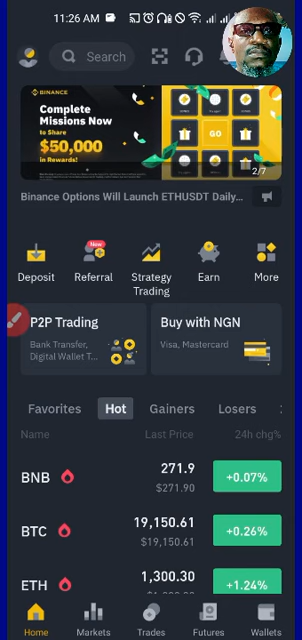 11:26 AM
Search
BINANCE
Complete
Missions Now
to Share
$50,000
in Rewards!
GO
2/7
Binance Options Will Launch ETHUSDT Daily...
New
Deposit
Referral
Strategy
Trading
Earn
More
P2P Trading
Bank Transfer,
Digital Wallet T...
Buy with NGN
Visa, Mastercard
Favorites Hot Gainers Losers
Name Last Price 24h chg%
BNB 271.9 +0.07%
$271.90
BTC 19,150.61 +0.26%
$19,150.61
ETH 1,300.30 +1.24%
Home Markets Trades Futures Wallets